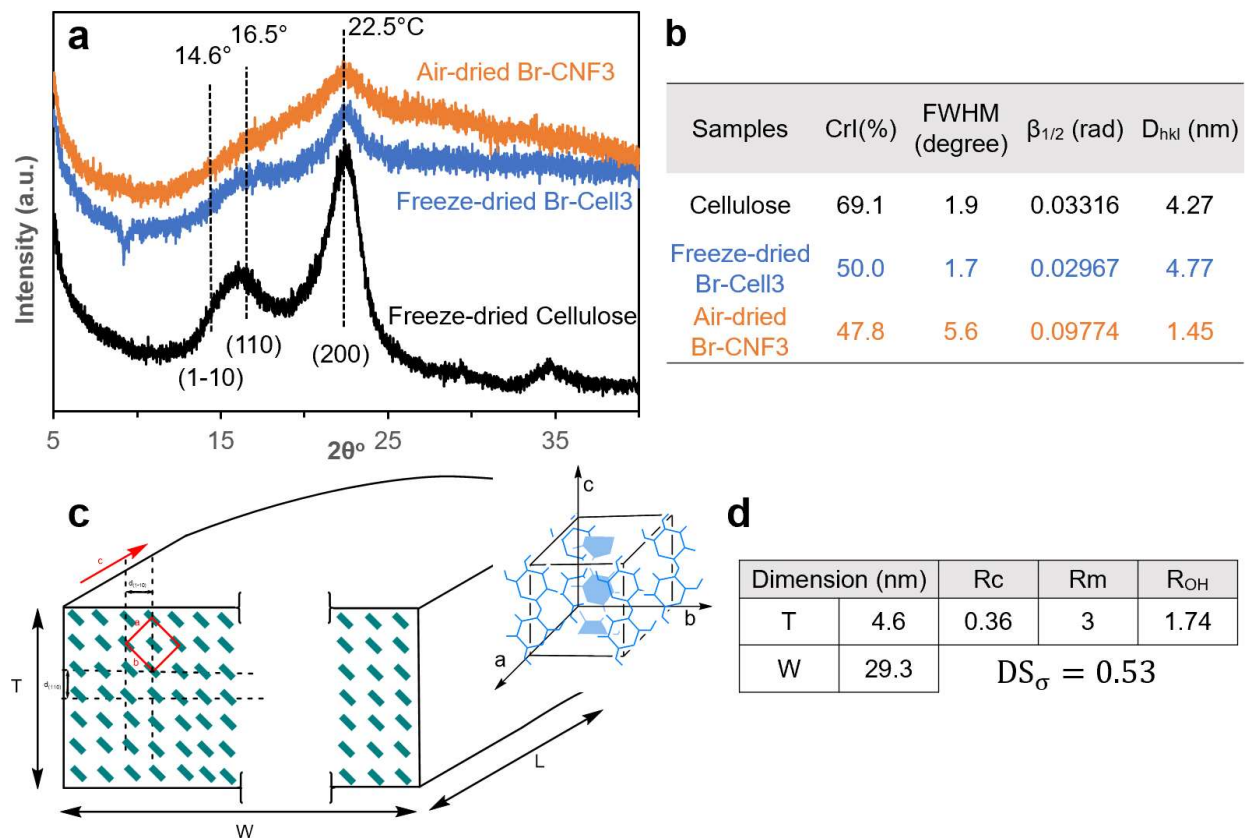 a
14.6°
16.5°
22.5°C
Air-dried Br-CNF3
Freeze-dried Br-Cell3
Freeze-dried Cellulose
(1-10)
(110)
(200)
Intensity (a.u.)
5
15
25
35
2θº
b
Samples CrI(%) FWHM (degree) β1/2 (rad) Dhkl (nm)
Cellulose 69.1 1.9 0.03316 4.27
Freeze-dried Br-Cell3 50.0 1.7 0.02967 4.77
Air-dried Br-CNF3 47.8 5.6 0.09774 1.45
c
c
d(1-10)
a
b
T
W
L
c
b
a
d
Dimension (nm) Rc Rm ROH
T 4.6 0.36 3 1.74
W 29.3 DSσ = 0.53